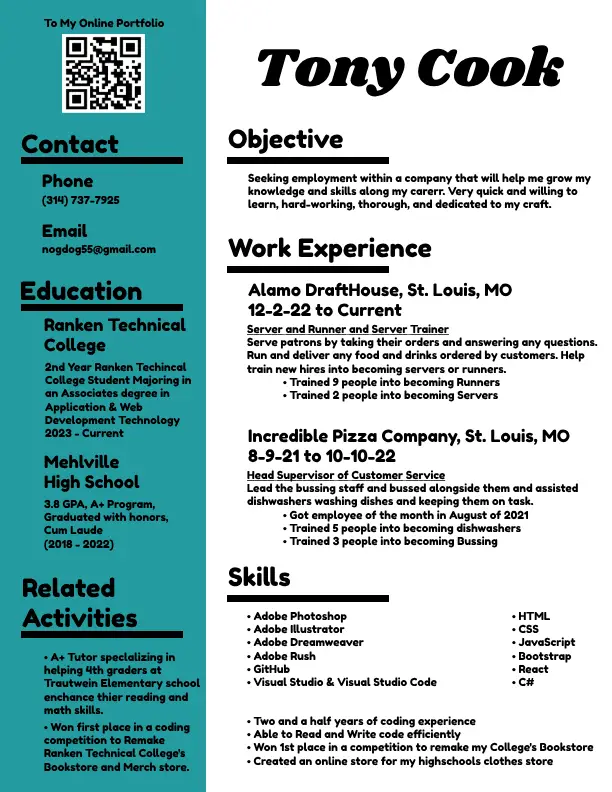 To My Online Portfolio
Contact
Phone
(314) 737-7925
Email
nogdog55@gmail.com
Education
Ranken Technical
College
2nd Year Ranken Techincal
College Student Majoring in
an Associates degree in
Application & Web
Development Technology
2023 - Current
Mehlville
High School
3.8 GPA, A+ Program,
Graduated with honors,
Cum Laude
(2018 - 2022)
Related
Activities
• A+ Tutor speclalizing in
helping 4th graders at
Trautwein Elementary school
enchance thier reading and
math skills.
• Won first place in a coding
competition to Remake
Ranken Technical College's
Bookstore and Merch store.
Tony Cook
Objective
Seeking employment within a company that will help me grow my
knowledge and skills along my carerr. Very quick and willing to
learn, hard-working, thorough, and dedicated to my craft.
Work Experience
Alamo DraftHouse, St. Louis, MO
12-2-22 to Current
Server and Runner and Server Trainer
Serve patrons by taking their orders and answering any questions.
Run and deliver any food and drinks ordered by customers. Help
train new hires into becoming servers or runners.
• Trained 9 people into becoming Runners
• Trained 2 people into becoming Servers
Incredible Pizza Company, St. Louis, MO
8-9-21 to 10-10-22
Head Supervisor of Customer Service
Lead the bussing staff and bussed alongside them and assisted
dishwashers washing dishes and keeping them on task.
• Got employee of the month in August of 2021
• Trained 5 people into becoming dishwashers
• Trained 3 people into becoming Bussing
Skills
• Adobe Photoshop
• Adobe Illustrator
• Adobe Dreamweaver
• Adobe Rush
• GitHub
• Visual Studio & Visual Studio Code
• HTML
• CSS
• JavaScript
• Bootstrap
• React
• C#
• Two and a half years of coding experience
• Able to Read and Write code efficiently
• Won 1st place in a competition to remake my College's Bookstore
• Created an online store for my highschools clothes store